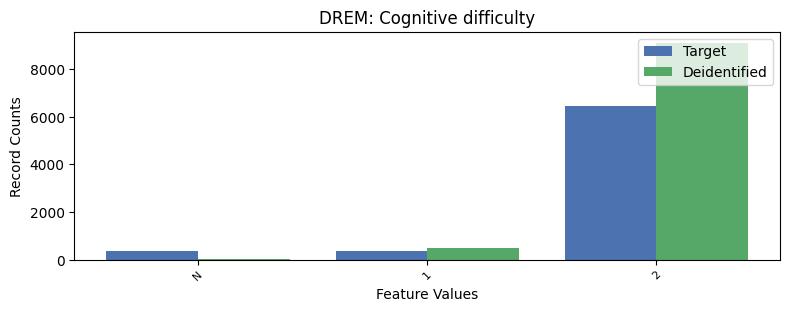 DREM: Cognitive difficulty
Target
Deidentified
Record Counts
8000
6000
4000
2000
0
N
1
2
Feature Values